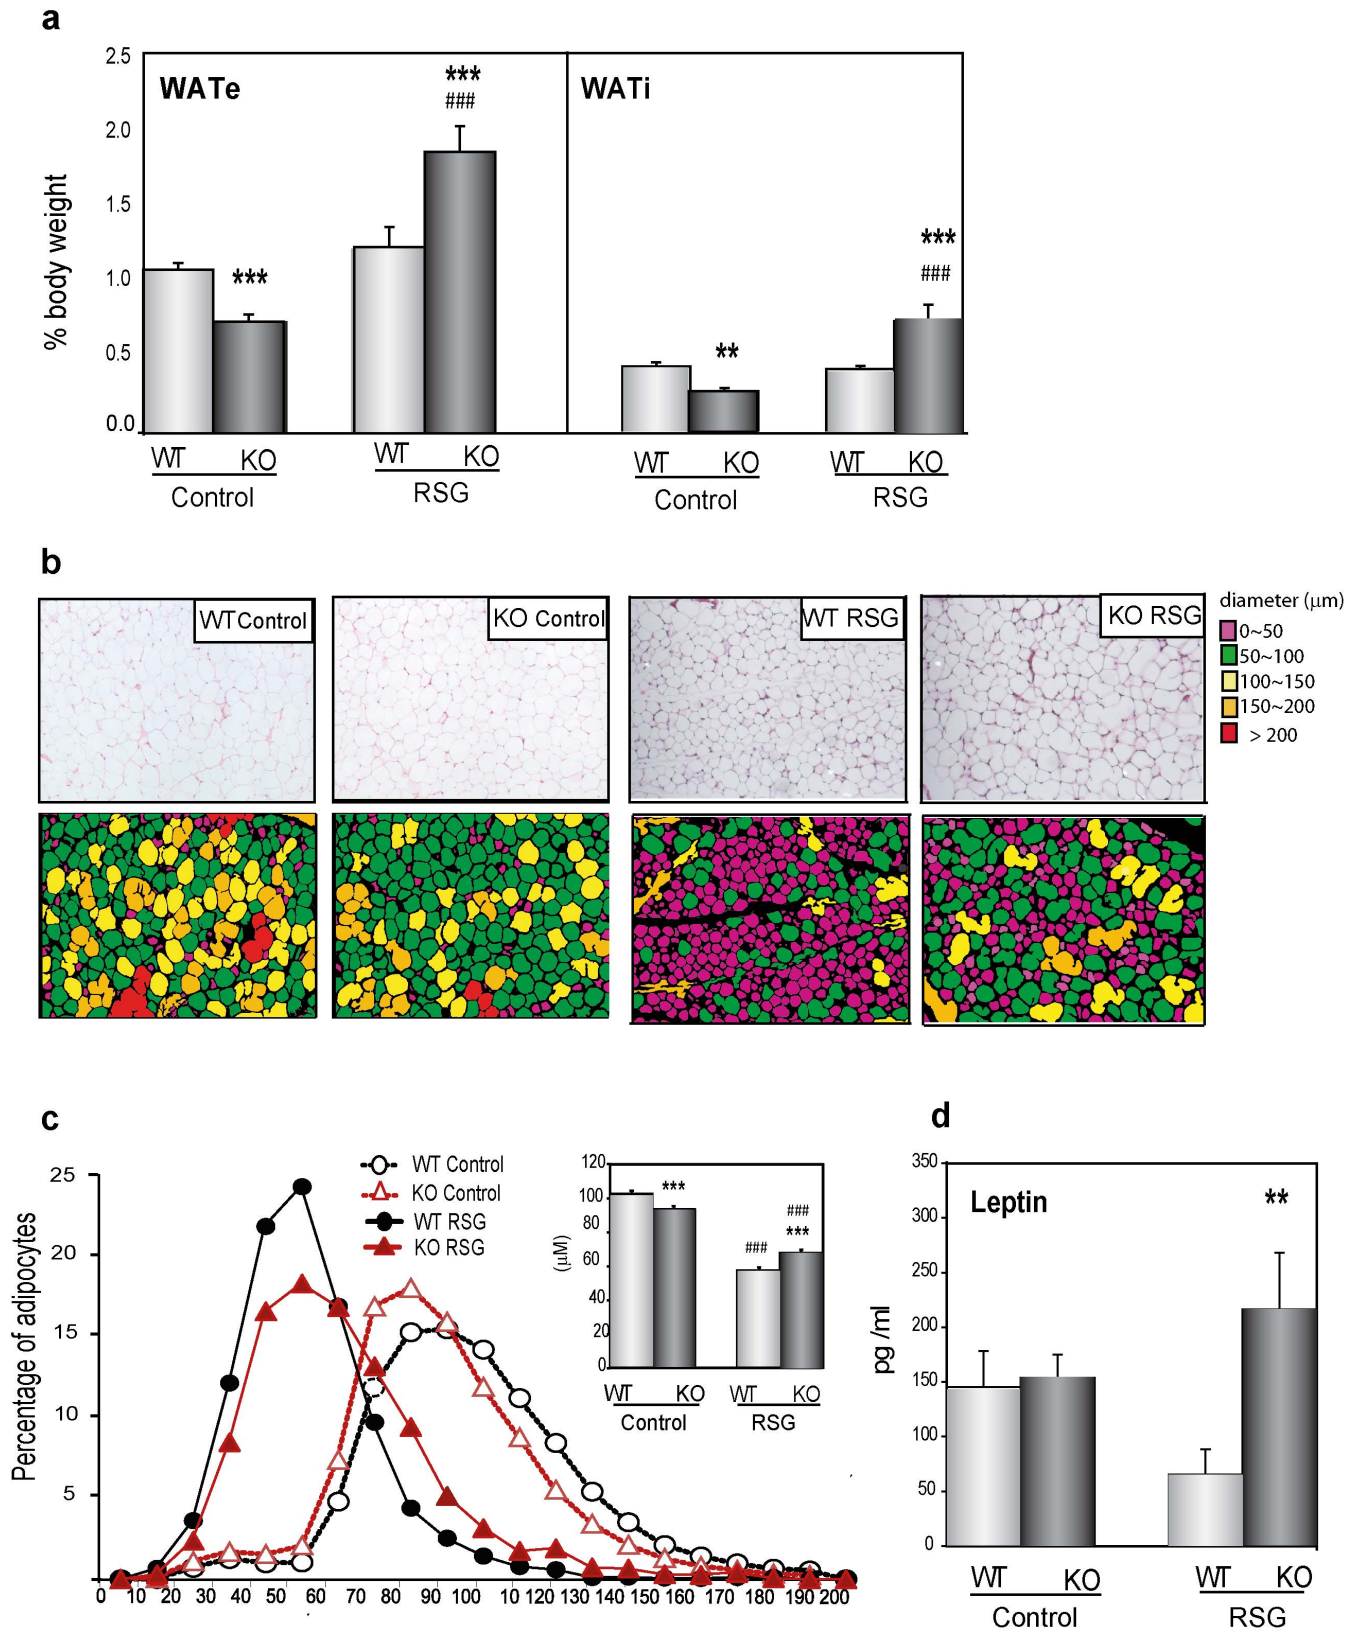 a
2.5
2.0
1.5
1.0
0.5
0.0
% body weight
WATe
***
***
###
WATi
**
***
###
WT KO
Control
WT KO
RSG
WT KO
Control
WT KO
RSG
b
WT Control
KO Control
WT RSG
KO RSG
diameter (μm)
0~50
50~100
100~150
150~200
> 200
c
25
20
15
10
5
Percentage of adipocytes
WT Control
KO Control
WT RSG
KO RSG
0 10 20 30 40 50 60 70 80 90 100 110 120 130 140 150 160 170 180 190 200
120
100
80
60
40
20
0
(μM)
***
###
###
***
WT KO
Control
WT KO
RSG
d
350
300
250
200
150
100
50
0
pg /ml
Leptin
**
WT KO
Control
WT KO
RSG